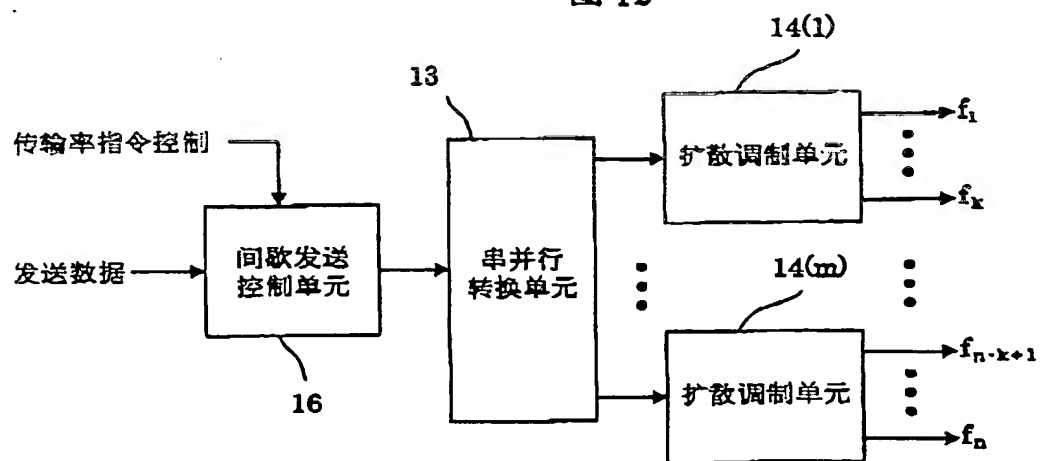 14(1)
13
传输率指令控制
扩散调制单元
f₁
fₖ
发送数据
间歇发送
控制单元
串并行
转换单元
14(m)
16
扩散调制单元
fₙ₋ₖ₊₁
fₙ